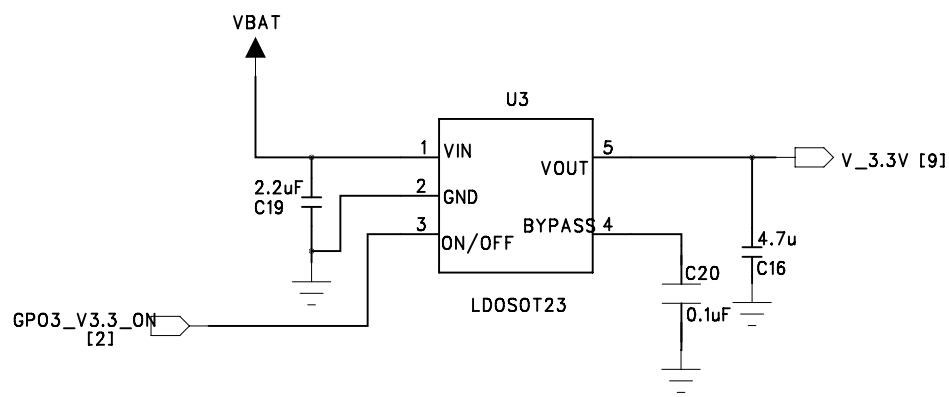 VBAT
U3
1
VIN
5
VOUT
V_3.3V [9]
2.2uF
C19
2
GND
3
ON/OFF
BYPASS
4
4.7u
C16
C20
0.1uF
LDOSOT23
GPO3_V3.3_ON
[2]